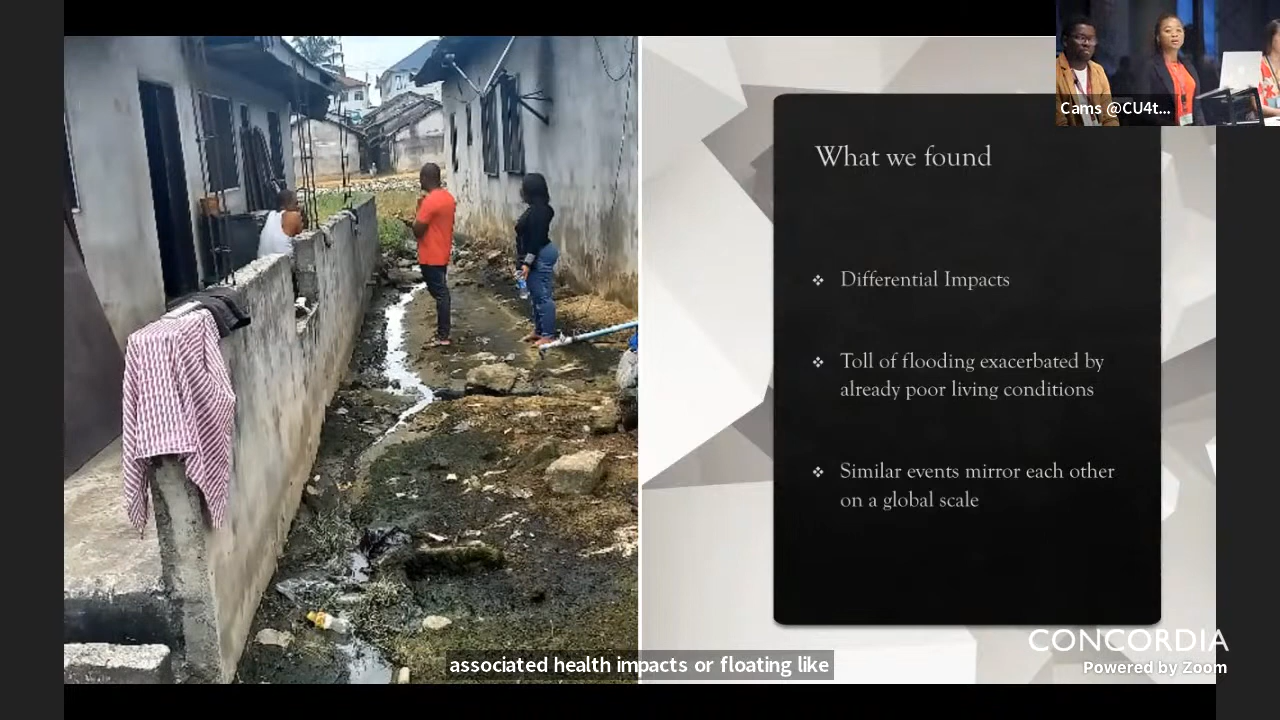 Cams @CU4t...
What we found
❖ Differential Impacts
❖ Toll of flooding exacerbated by
already poor living conditions
❖ Similar events mirror each other
on a global scale
CONCORDIA
Powered by Zoom
associated health impacts or floating like